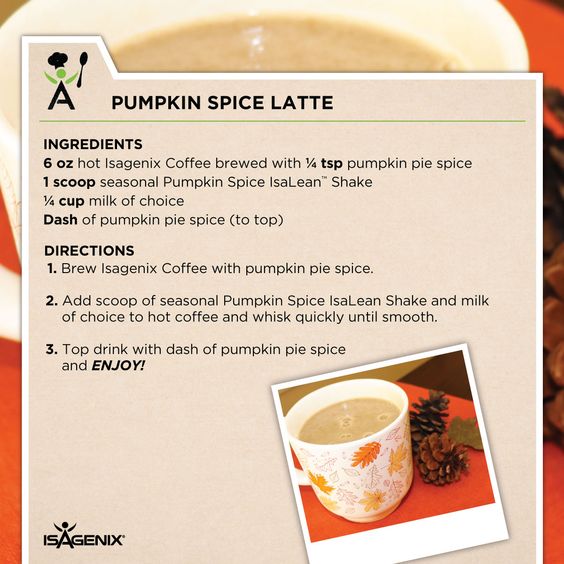 PUMPKIN SPICE LATTE
INGREDIENTS
6 oz hot Isagenix Coffee brewed with ¼ tsp pumpkin pie spice
1 scoop seasonal Pumpkin Spice IsaLean™ Shake
¼ cup milk of choice
Dash of pumpkin pie spice (to top)
DIRECTIONS
1. Brew Isagenix Coffee with pumpkin pie spice.
2. Add scoop of seasonal Pumpkin Spice IsaLean Shake and milk
of choice to hot coffee and whisk quickly until smooth.
3. Top drink with dash of pumpkin pie spice
and ENJOY!
ISAGENIX®